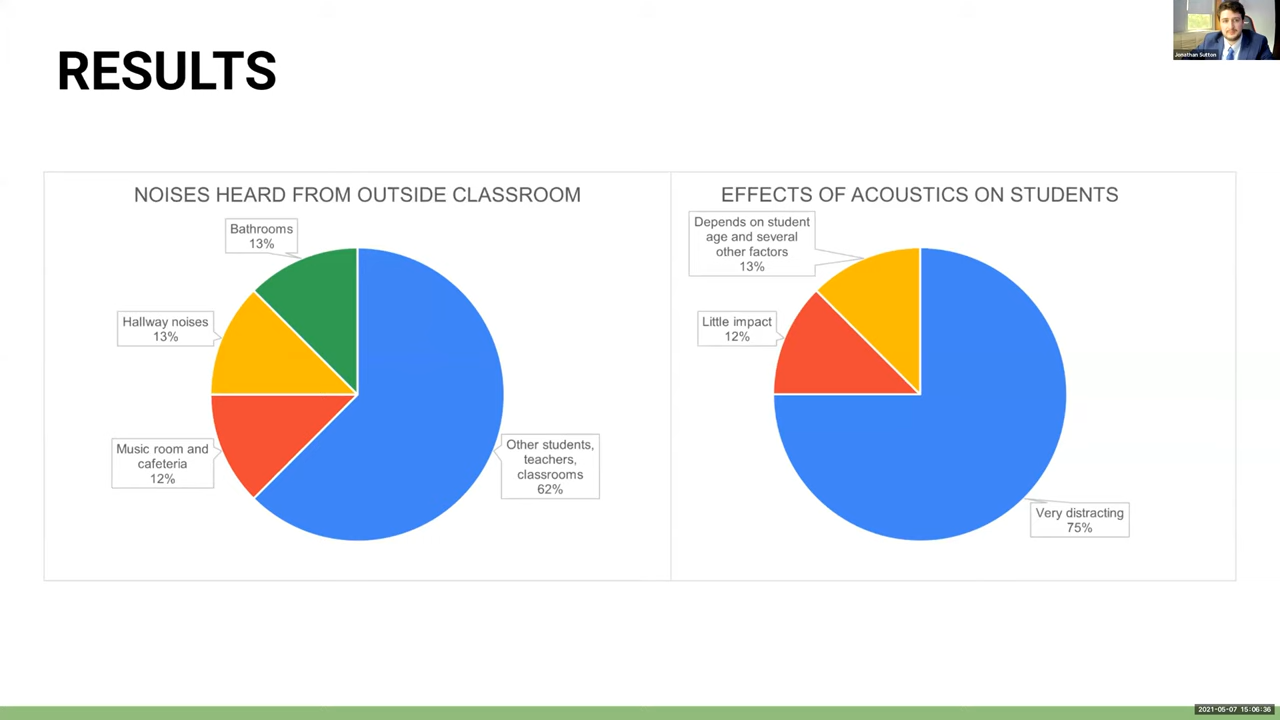 RESULTS
Jonathan Sutton
NOISES HEARD FROM OUTSIDE CLASSROOM
Bathrooms
13%
Hallway noises
13%
Music room and
cafeteria
12%
Other students,
teachers,
classrooms
62%
EFFECTS OF ACOUSTICS ON STUDENTS
Depends on student
age and several
other factors
13%
Little impact
12%
Very distracting
75%
2021-05-07 15:06:36